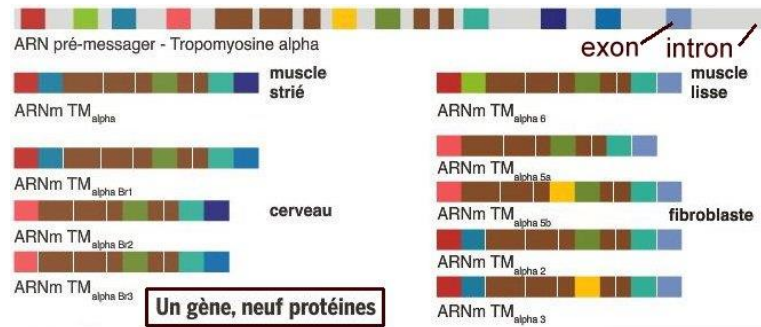 ARN pré-messager - Tropomyosine alpha
exon intron
muscle strié
ARNm TMalpha
muscle lisse
ARNm TMalpha 6
ARNm TMalpha Br1
ARNm TMalpha 5a
cerveau
ARNm TMalpha Br2
ARNm TMalpha 5b
fibroblaste
ARNm TMalpha Br3
ARNm TMalpha 2
Un gène, neuf protéines
ARNm TMalpha 3